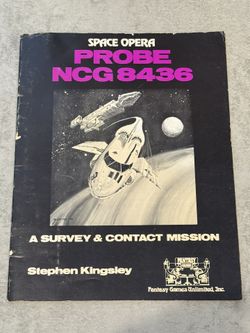 SPACE OPERA
PROBE
NCG 8436
A SURVEY & CONTACT MISSION
Stephen Kingsley
Fantasy Games Unlimited, Inc.